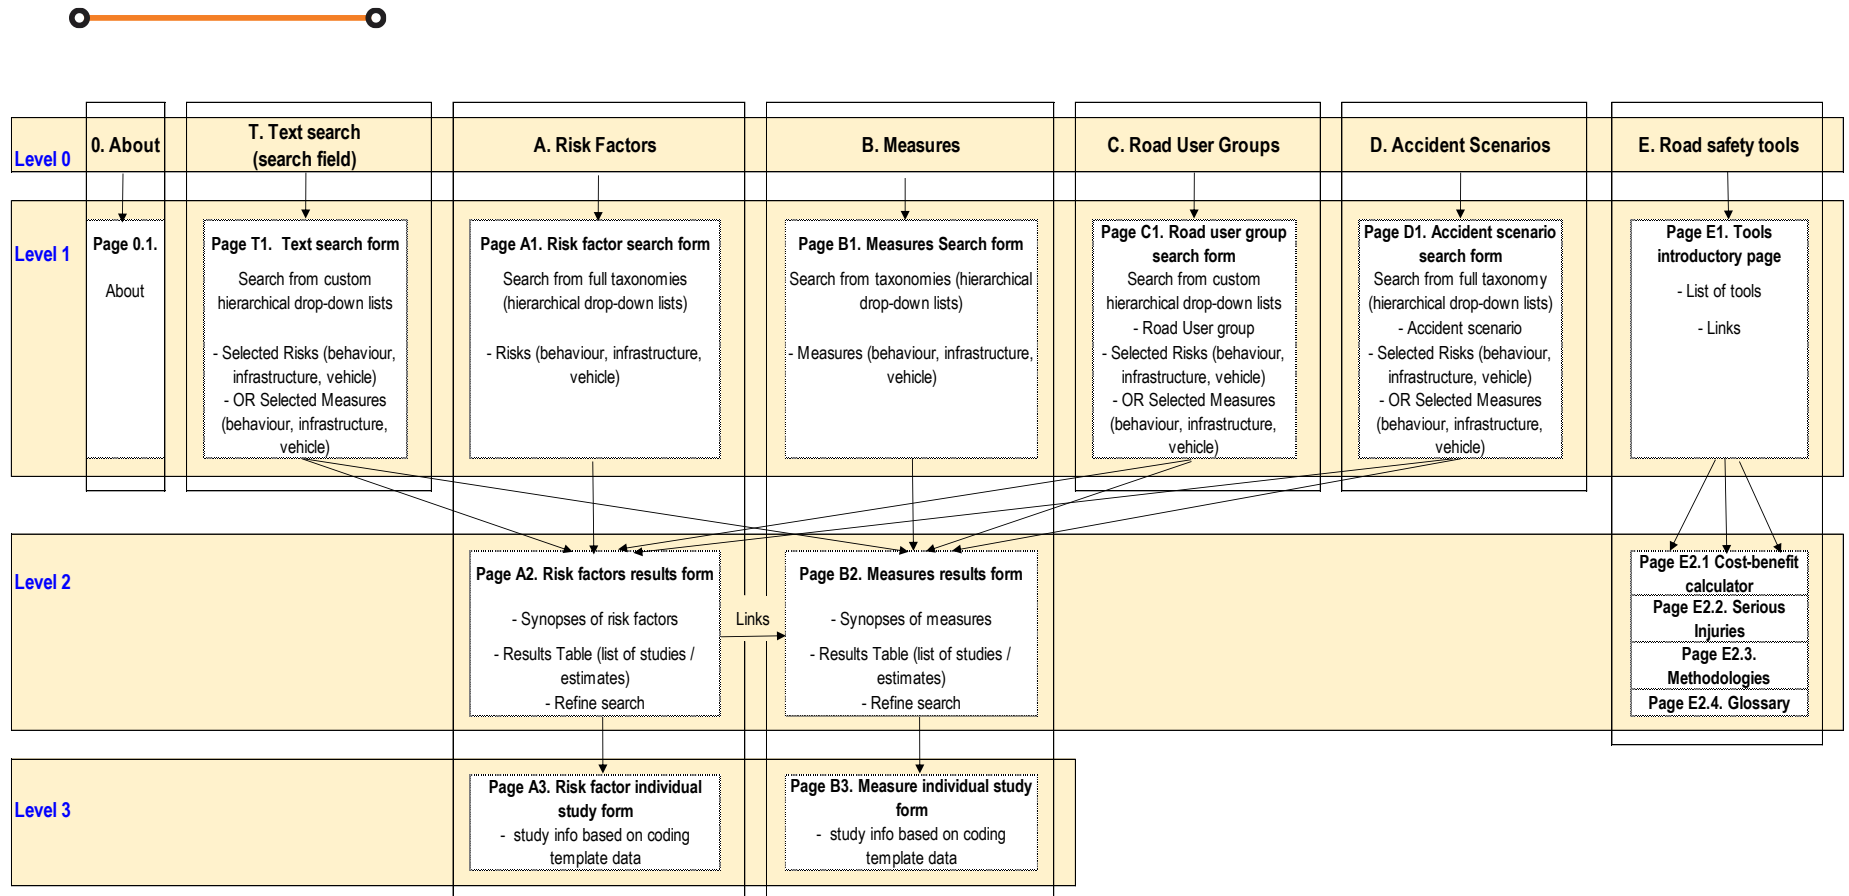 Level 0
0. About
T. Text search
(search field)
A. Risk Factors
B. Measures
C. Road User Groups
D. Accident Scenarios
E. Road safety tools
Level 1
Page 0.1.
About
Page T1.  Text search form
Search from custom
hierarchical drop-down lists
- Selected Risks (behaviour,
infrastructure, vehicle)
- OR Selected Measures
(behaviour, infrastructure,
vehicle)
Page A1. Risk factor search form
Search from full taxonomies
(hierarchical drop-down lists)
- Risks (behaviour, infrastructure,
vehicle)
Page B1. Measures Search form
Search from taxonomies (hierarchical
drop-down lists)
- Measures (behaviour, infrastructure,
vehicle)
Page C1. Road user group
search form
Search from custom
hierarchical drop-down lists
- Road User group
- Selected Risks (behaviour,
infrastructure, vehicle)
- OR Selected Measures
(behaviour, infrastructure,
vehicle)
Page D1. Accident scenario
search form
Search from full taxonomy
(hierarchical drop-down lists)
- Accident scenario
- Selected Risks (behaviour,
infrastructure, vehicle)
- OR Selected Measures
(behaviour, infrastructure,
vehicle)
Page E1. Tools
introductory page
- List of tools
- Links
Level 2
Page A2. Risk factors results form
- Synopses of risk factors
- Results Table (list of studies /
estimates)
- Refine search
Links
Page B2. Measures results form
- Synopses of measures
- Results Table (list of studies /
estimates)
- Refine search
Page E2.1 Cost-benefit
calculator
Page E2.2. Serious
Injuries
Page E2.3.
Methodologies
Page E2.4. Glossary
Level 3
Page A3. Risk factor individual
study form
-  study info based on coding
template data
Page B3. Measure individual study
form
-  study info based on coding
template data